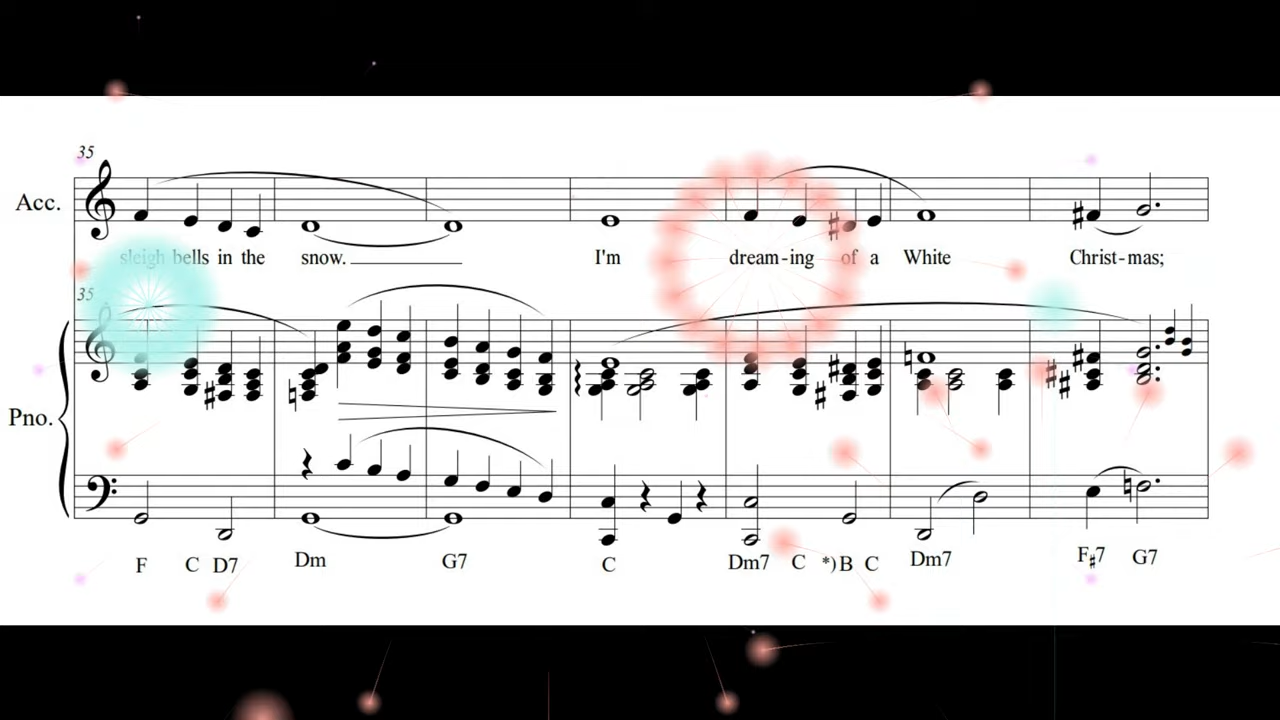 35
Acc.
sleigh bells in the snow. I'm dream-ing of a White Christ-mas;
35
Pno.
F C D7 Dm G7 C Dm7 C *)B C Dm7 F♯7 G7